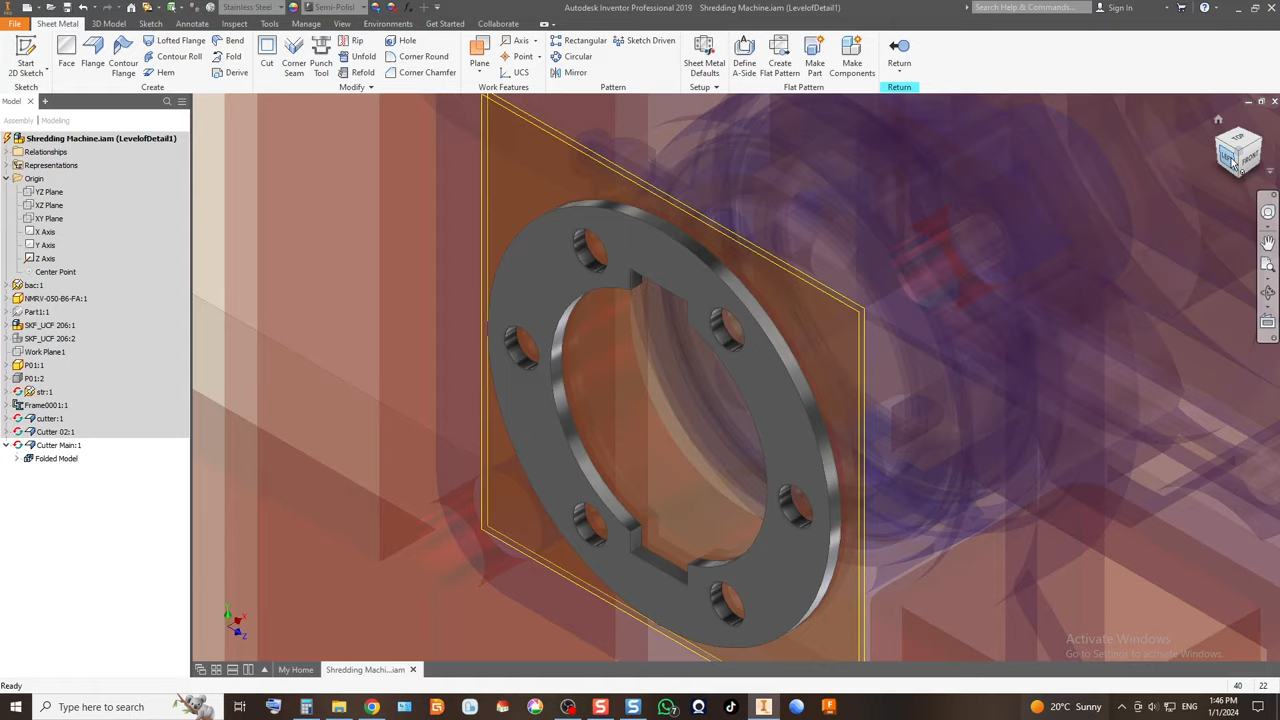 Stainless Steel
Semi-Polisl
Autodesk Inventor Professional 2019   Shredding Machine.iam (LevelofDetail1)
Search Help & Commands...
Sign In
File
Sheet Metal
3D Model
Sketch
Annotate
Inspect
Tools
Manage
View
Environments
Get Started
Collaborate
Start
2D Sketch
Face
Flange
Contour
Flange
Lofted Flange
Contour Roll
Hem
Bend
Fold
Derive
Cut
Corner
Seam
Punch
Tool
Rip
Unfold
Refold
Hole
Corner Round
Corner Chamfer
Plane
Axis
Point
UCS
Rectangular
Circular
Mirror
Sketch Driven
Sheet Metal
Defaults
Define
A-Side
Create
Flat Pattern
Make
Part
Make
Components
Return
Sketch
Create
Modify
Work Features
Pattern
Setup
Flat Pattern
Return
Model
Assembly
Modeling
Shredding Machine.iam (LevelofDetail1)
Relationships
Representations
Origin
YZ Plane
XZ Plane
XY Plane
X Axis
Y Axis
Z Axis
Center Point
bac:1
NMRV-050-B6-FA:1
Part1:1
SKF_UCF 206:1
SKF_UCF 206:2
Work Plane1
P01:1
P01:2
str:1
Frame0001:1
cutter:1
Cutter 02:1
Cutter Main:1
Folded Model
TOP
LEFT
FRONT
Y
X
Z
Activate Windows
Go to Settings to activate Windows.
My Home
Shredding Machi...iam
Ready
40
22
Type here to search
20°C Sunny
1:46 PM
1/1/2024